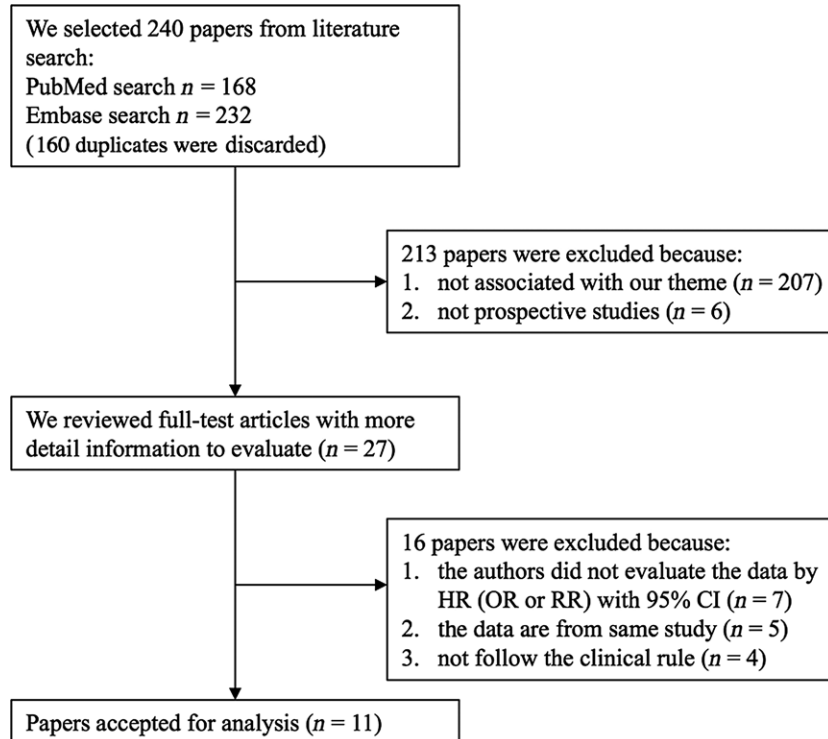 We selected 240 papers from literature
search:
PubMed search n = 168
Embase search n = 232
(160 duplicates were discarded)
213 papers were excluded because:
1. not associated with our theme (n = 207)
2. not prospective studies (n = 6)
We reviewed full-test articles with more
detail information to evaluate (n = 27)
16 papers were excluded because:
1. the authors did not evaluate the data by
HR (OR or RR) with 95% CI (n = 7)
2. the data are from same study (n = 5)
3. not follow the clinical rule (n = 4)
Papers accepted for analysis (n = 11)